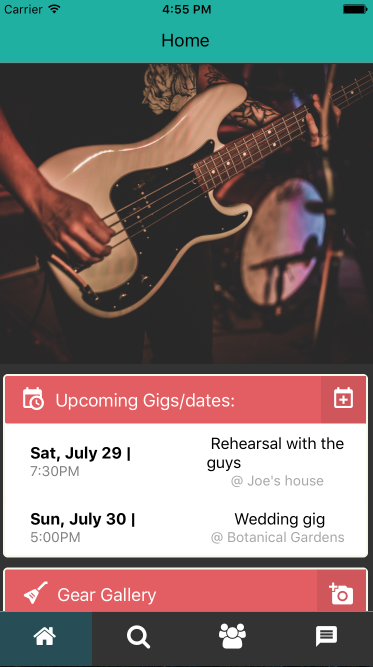 Carrier 4:55 PM
Home
Upcoming Gigs/dates:
Sat, July 29 | Rehearsal with the
guys
7:30PM @ Joe's house
Sun, July 30 | Wedding gig
5:00PM @ Botanical Gardens
Gear Gallery